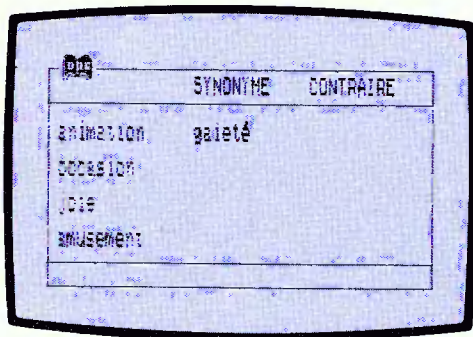 SYNONYME CONTRAIRE
animation gaieté
occasion
joie
amusement